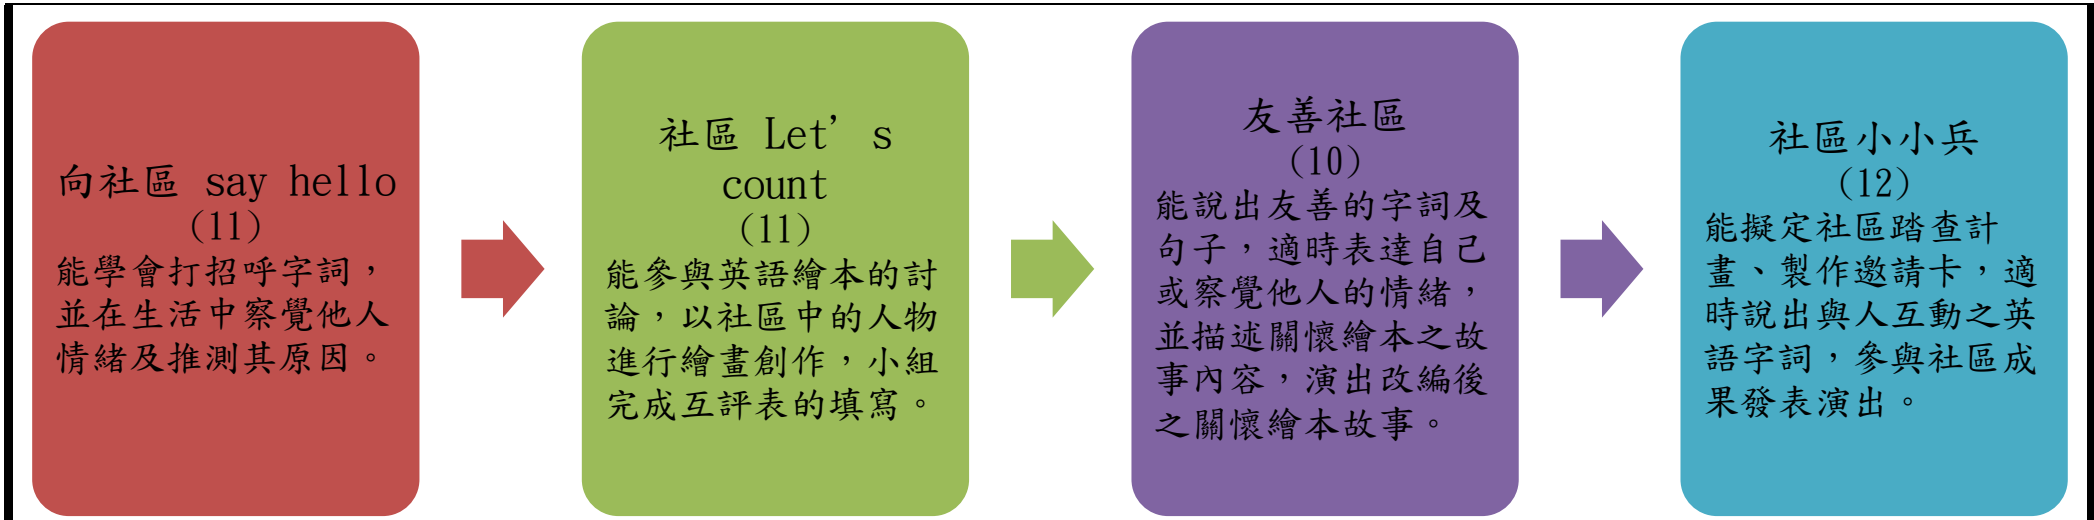 向社區 say hello
(11)
能學會打招呼字詞，
並在生活中察覺他人
情緒及推測其原因。
社區 Let’s
count
(11)
能參與英語繪本的討
論，以社區中的人物
進行繪畫創作，小組
完成互評表的填寫。
友善社區
(10)
能說出友善的字詞及
句子，適時表達自己
或察覺他人的情緒，
並描述關懷繪本之故
事內容，演出改編後
之關懷繪本故事。
社區小小兵
(12)
能擬定社區踏查計
畫、製作邀請卡，適
時說出與人互動之英
語字詞，參與社區成
果發表演出。